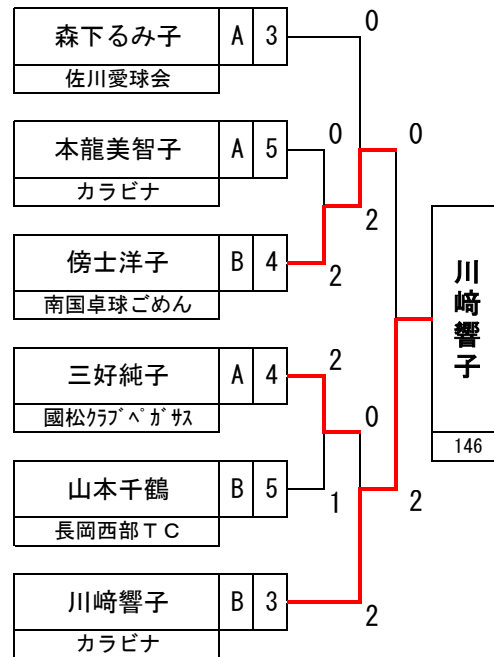 森下るみ子 A 3
佐川愛球会
0
本龍美智子 A 5
カラビナ
0
0
2
傍士洋子 B 4
南国卓球ごめん
2
川﨑響子
146
三好純子 A 4
國松ｸﾗﾌﾞﾍﾟｶﾞｻｽ
2
0
山本千鶴 B 5
長岡西部ＴＣ
1
2
川﨑響子 B 3
カラビナ
2